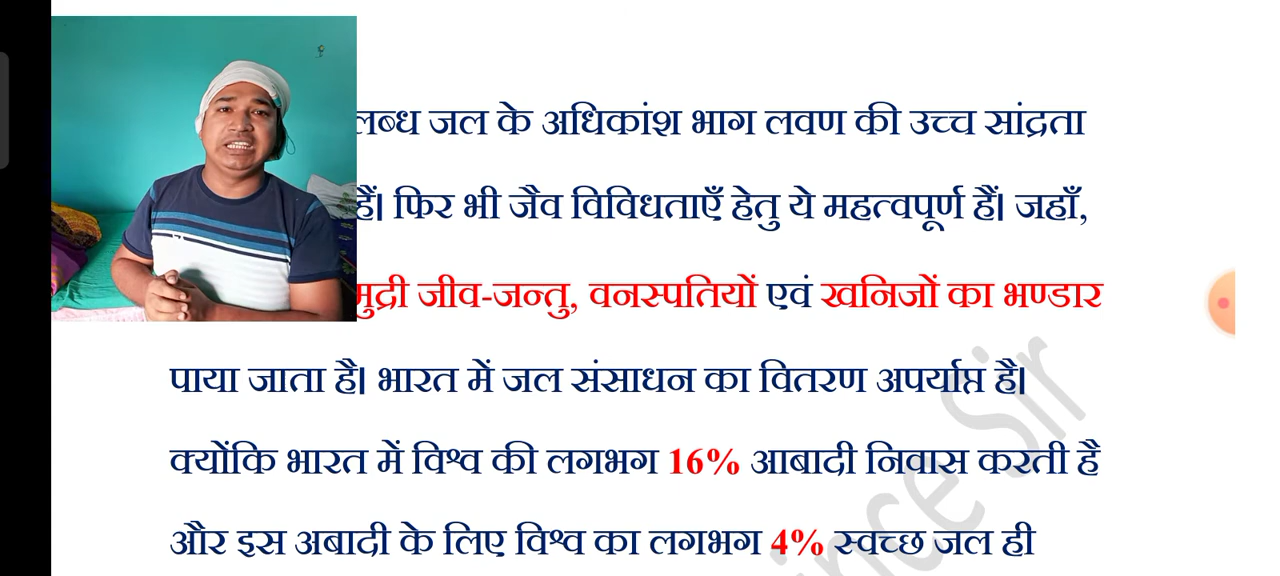 जल के अधिकांश भाग लवण की उच्च सांद्रता
हैं। फिर भी जैव विविधताएँ हेतु ये महत्वपूर्ण हैं। जहाँ,
जीव-जन्तु, वनस्पतियों एवं खनिजों का भण्डार
पाया जाता है। भारत में जल संसाधन का वितरण अपर्याप्त है।
क्योंकि भारत में विश्व की लगभग 16% आबादी निवास करती है
और इस अबादी के लिए विश्व का लगभग 4% स्वच्छ जल ही
Sir